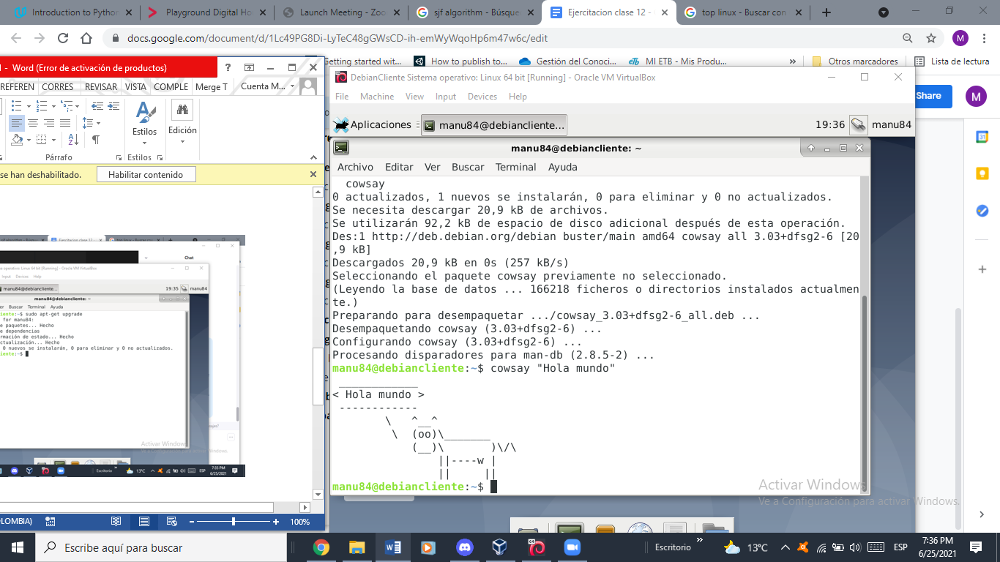 Introduction to Python
Playground Digital Ho
Launch Meeting - Zoo
sjf algorithm - Búsque
Ejercitacion clase 12 -
top linux - Buscar con
docs.google.com/document/d/1Lc49PG8Di-LyTeC48gGWsCD-ih-emWyWqoHp6m47w6c/edit
M
Getting started wit...
How to publish to...
Gestión del Conoci...
MI ETB - Mis Produ...
»
Otros marcadores
Lista de lectura
Share
M
- Word (Error de activación de productos)
?
REFEREN
CORRES
REVISAR
VISTA
COMPLE
Merge T
Cuenta M...
Estilos
Edición
Párrafo
Estilos
se han deshabilitado.
Habilitar contenido
Ejercitacion clase 12 -
Chat
Oracle VM VirtualBox
Input Devices Help
manu84@debiancliente...
19:35
manu84
manu84@debiancliente: ~
Buscar Terminal Ayuda
iente:~$ sudo apt-get upgrade
for manu84:
e paquetes... Hecho
e dependencias
rmación de estado... Hecho
ctualización... Hecho
0 nuevos se instalarán, 0 para eliminar y 0 no actualizados.
iente:~$
Activar Windows
Escritorio
13°C
ESP
7:35 PM
6/25/2021
OLOMBIA)
100%
DebianCliente Sistema operativo: Linux 64 bit [Running] - Oracle VM VirtualBox
File Machine View Input Devices Help
Aplicaciones
manu84@debiancliente...
19:36
manu84
manu84@debiancliente: ~
Archivo Editar Ver Buscar Terminal Ayuda
cowsay
0 actualizados, 1 nuevos se instalarán, 0 para eliminar y 0 no actualizados.
Se necesita descargar 20,9 kB de archivos.
Se utilizarán 92,2 kB de espacio de disco adicional después de esta operación.
Des:1 http://deb.debian.org/debian buster/main amd64 cowsay all 3.03+dfsg2-6 [20
,9 kB]
Descargados 20,9 kB en 0s (257 kB/s)
Seleccionando el paquete cowsay previamente no seleccionado.
(Leyendo la base de datos ... 166218 ficheros o directorios instalados actualmen
te.)
Preparando para desempaquetar .../cowsay_3.03+dfsg2-6_all.deb ...
Desempaquetando cowsay (3.03+dfsg2-6) ...
Configurando cowsay (3.03+dfsg2-6) ...
Procesando disparadores para man-db (2.8.5-2) ...
manu84@debiancliente:~$ cowsay "Hola mundo"
 ____________
< Hola mundo >
 ------------
        \   ^__^
         \  (oo)\_______
            (__)\       )\/\
                ||----w |
                ||     ||
manu84@debiancliente:~$
Activar Windows
Ve a Configuración para activar Windows.
Escribe aquí para buscar
Escritorio
»
13°C
ESP
7:36 PM
6/25/2021